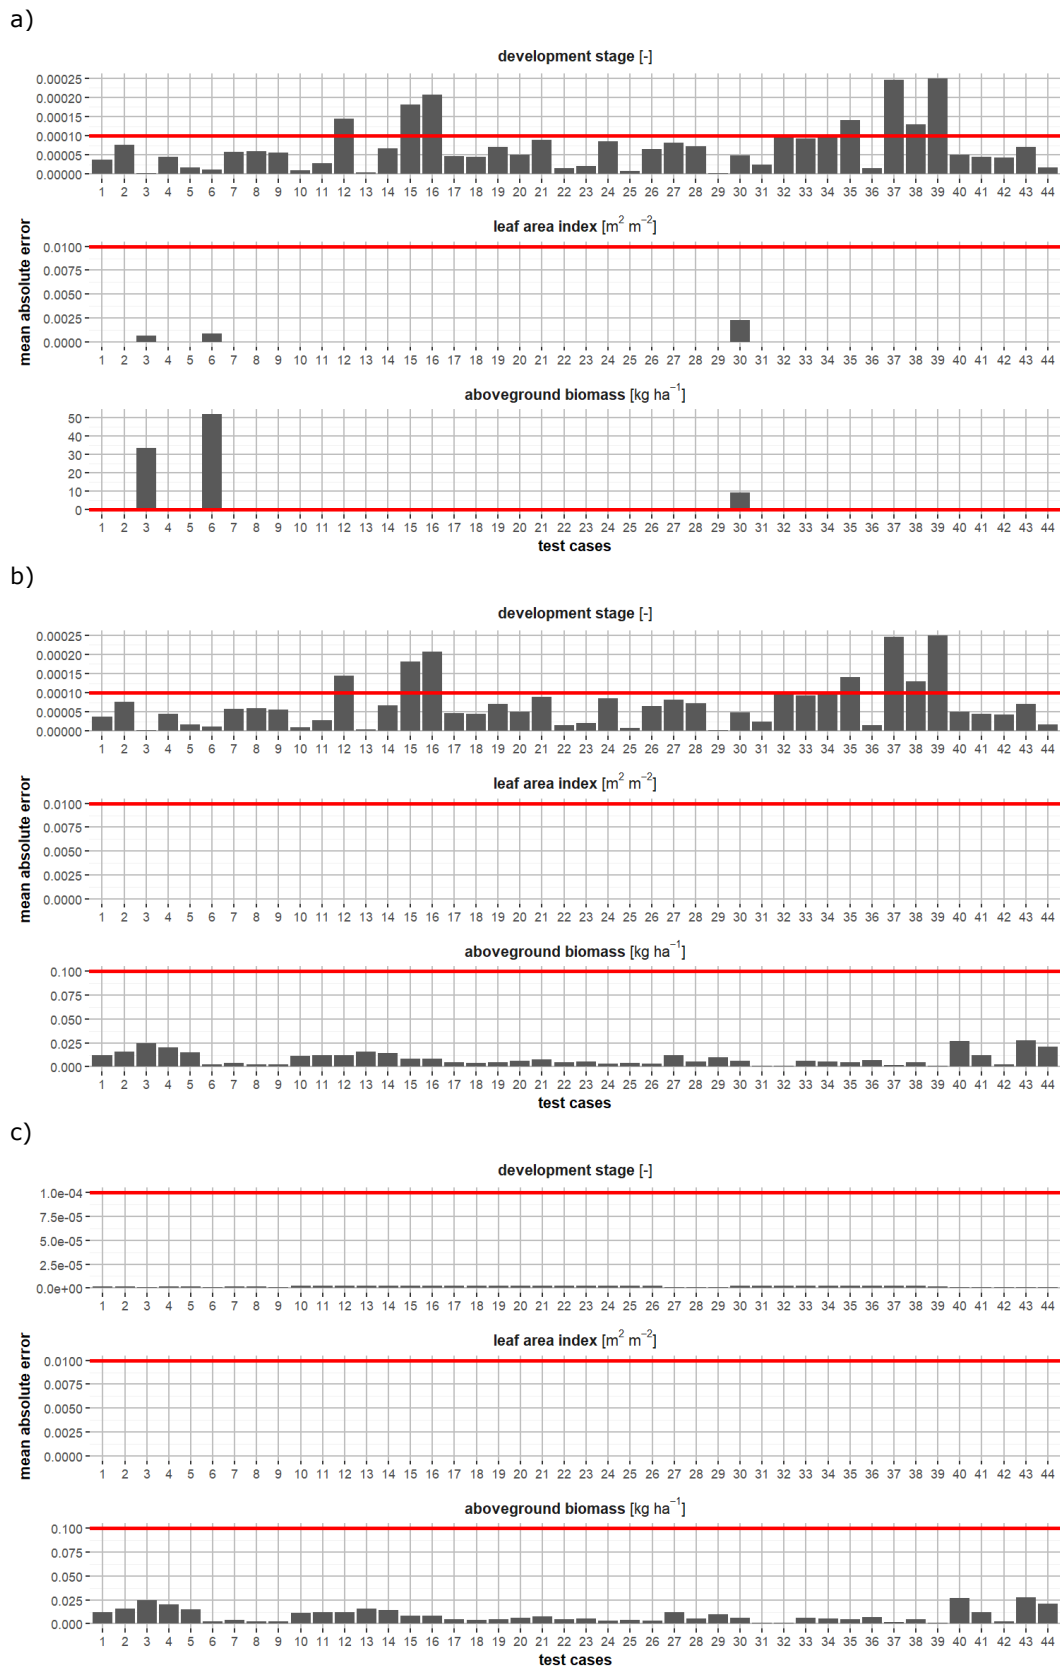 a)
development stage [-]
0.00025
0.00020
0.00015
0.00010
0.00005
0.00000
1 2 3 4 5 6 7 8 9 10 11 12 13 14 15 16 17 18 19 20 21 22 23 24 25 26 27 28 29 30 31 32 33 34 35 36 37 38 39 40 41 42 43 44
mean absolute error
leaf area index [m² m⁻²]
0.0100
0.0075
0.0050
0.0025
0.0000
1 2 3 4 5 6 7 8 9 10 11 12 13 14 15 16 17 18 19 20 21 22 23 24 25 26 27 28 29 30 31 32 33 34 35 36 37 38 39 40 41 42 43 44
aboveground biomass [kg ha⁻¹]
50
40
30
20
10
0
1 2 3 4 5 6 7 8 9 10 11 12 13 14 15 16 17 18 19 20 21 22 23 24 25 26 27 28 29 30 31 32 33 34 35 36 37 38 39 40 41 42 43 44
test cases
b)
development stage [-]
0.00025
0.00020
0.00015
0.00010
0.00005
0.00000
1 2 3 4 5 6 7 8 9 10 11 12 13 14 15 16 17 18 19 20 21 22 23 24 25 26 27 28 29 30 31 32 33 34 35 36 37 38 39 40 41 42 43 44
mean absolute error
leaf area index [m² m⁻²]
0.0100
0.0075
0.0050
0.0025
0.0000
1 2 3 4 5 6 7 8 9 10 11 12 13 14 15 16 17 18 19 20 21 22 23 24 25 26 27 28 29 30 31 32 33 34 35 36 37 38 39 40 41 42 43 44
aboveground biomass [kg ha⁻¹]
0.100
0.075
0.050
0.025
0.000
1 2 3 4 5 6 7 8 9 10 11 12 13 14 15 16 17 18 19 20 21 22 23 24 25 26 27 28 29 30 31 32 33 34 35 36 37 38 39 40 41 42 43 44
test cases
c)
development stage [-]
1.0e-04
7.5e-05
5.0e-05
2.5e-05
0.0e+00
1 2 3 4 5 6 7 8 9 10 11 12 13 14 15 16 17 18 19 20 21 22 23 24 25 26 27 28 29 30 31 32 33 34 35 36 37 38 39 40 41 42 43 44
mean absolute error
leaf area index [m² m⁻²]
0.0100
0.0075
0.0050
0.0025
0.0000
1 2 3 4 5 6 7 8 9 10 11 12 13 14 15 16 17 18 19 20 21 22 23 24 25 26 27 28 29 30 31 32 33 34 35 36 37 38 39 40 41 42 43 44
aboveground biomass [kg ha⁻¹]
0.100
0.075
0.050
0.025
0.000
1 2 3 4 5 6 7 8 9 10 11 12 13 14 15 16 17 18 19 20 21 22 23 24 25 26 27 28 29 30 31 32 33 34 35 36 37 38 39 40 41 42 43 44
test cases